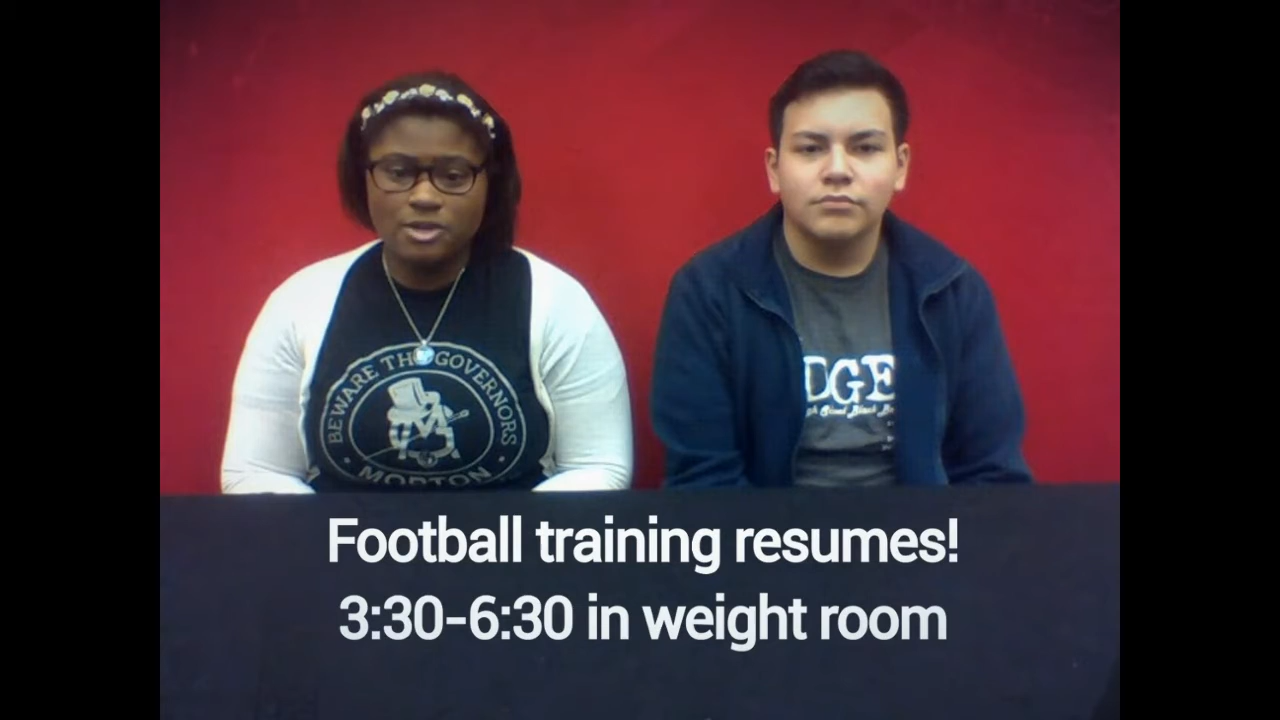 BEWARE THE GOVERNORS
MORTON
DGE
Football training resumes!
3:30-6:30 in weight room